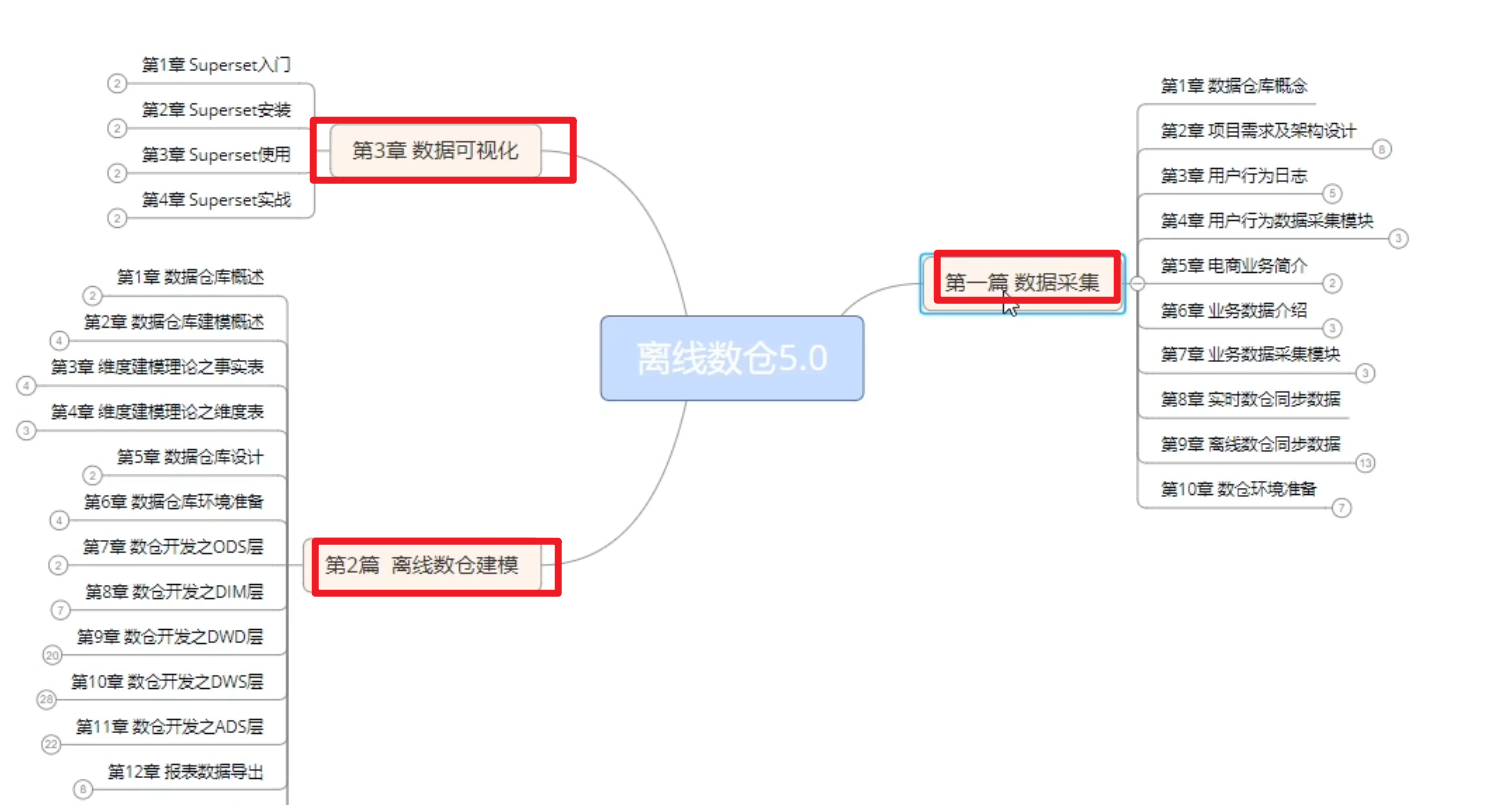 离线数仓5.0
第一篇 数据采集
第1章 数据仓库概念
第2章 项目需求及架构设计
8
第3章 用户行为日志
5
第4章 用户行为数据采集模块
3
第5章 电商业务简介
2
第6章 业务数据介绍
3
第7章 业务数据采集模块
3
第8章 实时数仓同步数据
第9章 离线数仓同步数据
13
第10章 数仓环境准备
7
第2篇 离线数仓建模
第1章 数据仓库概述
2
第2章 数据仓库建模概述
4
第3章 维度建模理论之事实表
4
第4章 维度建模理论之维度表
3
第5章 数据仓库设计
2
第6章 数据仓库环境准备
4
第7章 数仓开发之ODS层
2
第8章 数仓开发之DIM层
7
第9章 数仓开发之DWD层
20
第10章 数仓开发之DWS层
28
第11章 数仓开发之ADS层
22
第12章 报表数据导出
8
第3章 数据可视化
第1章 Superset入门
2
第2章 Superset安装
2
第3章 Superset使用
2
第4章 Superset实战
2